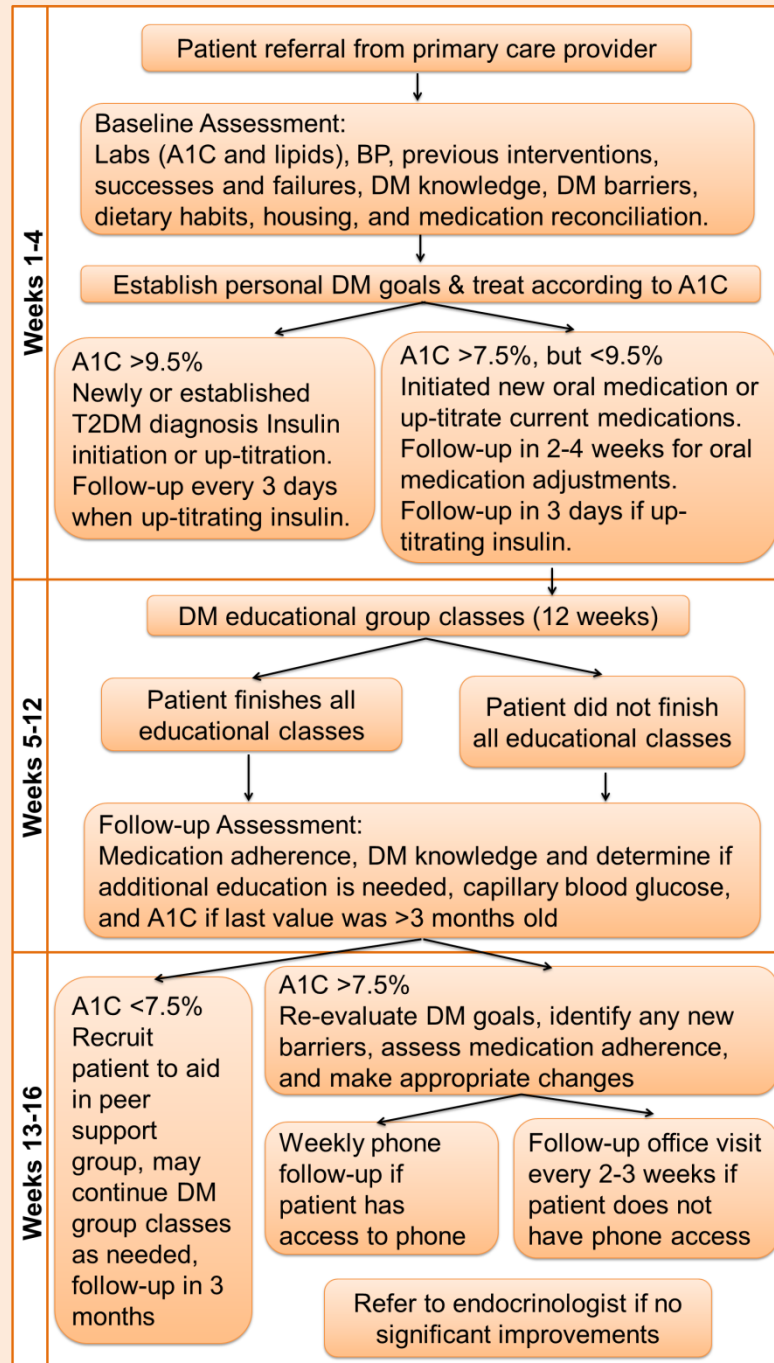 Weeks 1-4
Patient referral from primary care provider
Baseline Assessment:
Labs (A1C and lipids), BP, previous interventions,
successes and failures, DM knowledge, DM barriers,
dietary habits, housing, and medication reconciliation.
Establish personal DM goals & treat according to A1C
A1C >9.5%
Newly or established
T2DM diagnosis Insulin
initiation or up-titration.
Follow-up every 3 days
when up-titrating insulin.
A1C >7.5%, but <9.5%
Initiated new oral medication or
up-titrate current medications.
Follow-up in 2-4 weeks for oral
medication adjustments.
Follow-up in 3 days if up-
titrating insulin.
Weeks 5-12
DM educational group classes (12 weeks)
Patient finishes all
educational classes
Patient did not finish
all educational classes
Follow-up Assessment:
Medication adherence, DM knowledge and determine if
additional education is needed, capillary blood glucose,
and A1C if last value was >3 months old
Weeks 13-16
A1C <7.5%
Recruit
patient to aid
in peer
support
group, may
continue DM
group classes
as needed,
follow-up in 3
months
A1C >7.5%
Re-evaluate DM goals, identify any new
barriers, assess medication adherence,
and make appropriate changes
Weekly phone
follow-up if
patient has
access to phone
Follow-up office visit
every 2-3 weeks if
patient does not
have phone access
Refer to endocrinologist if no
significant improvements